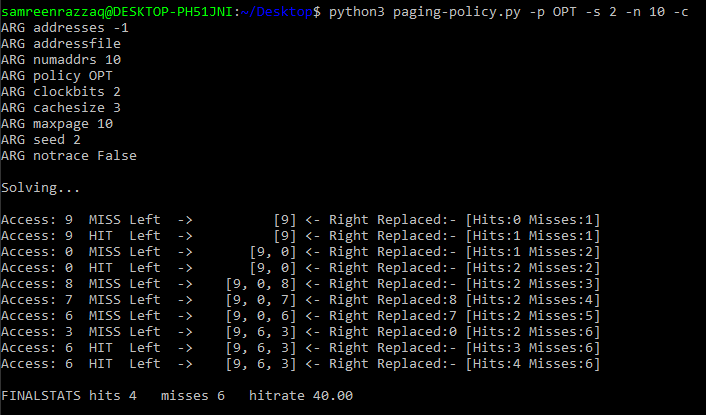 samreenrazzaq@DESKTOP-PH51JNI:~/Desktop$ python3 paging-policy.py -p OPT -s 2 -n 10 -c
ARG addresses -1
ARG addressfile
ARG numaddrs 10
ARG policy OPT
ARG clockbits 2
ARG cachesize 3
ARG maxpage 10
ARG seed 2
ARG notrace False

Solving...

Access: 9  MISS Left  ->          [9] <- Right Replaced:- [Hits:0 Misses:1]
Access: 9  HIT  Left  ->          [9] <- Right Replaced:- [Hits:1 Misses:1]
Access: 0  MISS Left  ->       [9, 0] <- Right Replaced:- [Hits:1 Misses:2]
Access: 0  HIT  Left  ->       [9, 0] <- Right Replaced:- [Hits:2 Misses:2]
Access: 8  MISS Left  ->    [9, 0, 8] <- Right Replaced:- [Hits:2 Misses:3]
Access: 7  MISS Left  ->    [9, 0, 7] <- Right Replaced:8 [Hits:2 Misses:4]
Access: 6  MISS Left  ->    [9, 0, 6] <- Right Replaced:7 [Hits:2 Misses:5]
Access: 3  MISS Left  ->    [9, 6, 3] <- Right Replaced:0 [Hits:2 Misses:6]
Access: 6  HIT  Left  ->    [9, 6, 3] <- Right Replaced:- [Hits:3 Misses:6]
Access: 6  HIT  Left  ->    [9, 6, 3] <- Right Replaced:- [Hits:4 Misses:6]

FINALSTATS hits 4   misses 6   hitrate 40.00